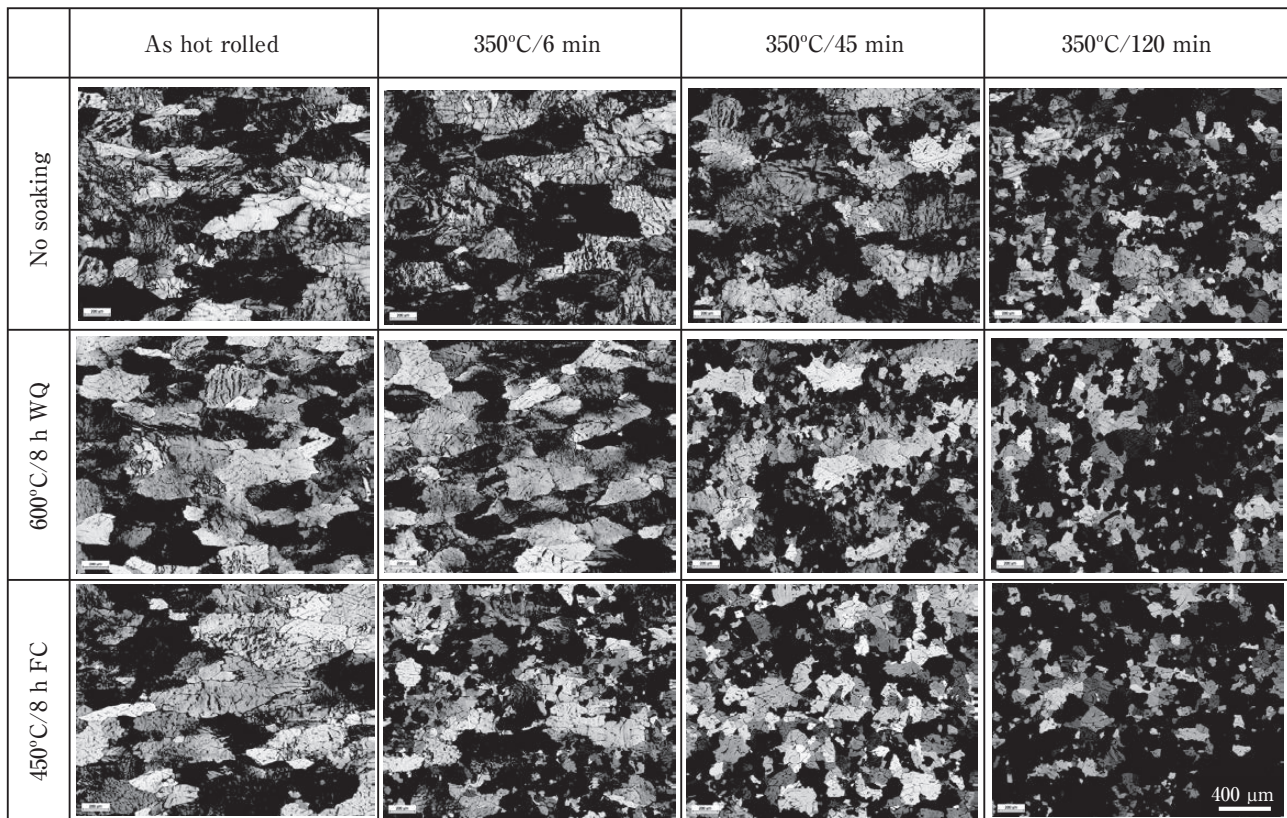 As hot rolled
350°C/6 min
350°C/45 min
350°C/120 min
No soaking
600°C/8 h WQ
450°C/8 h FC
400 μm